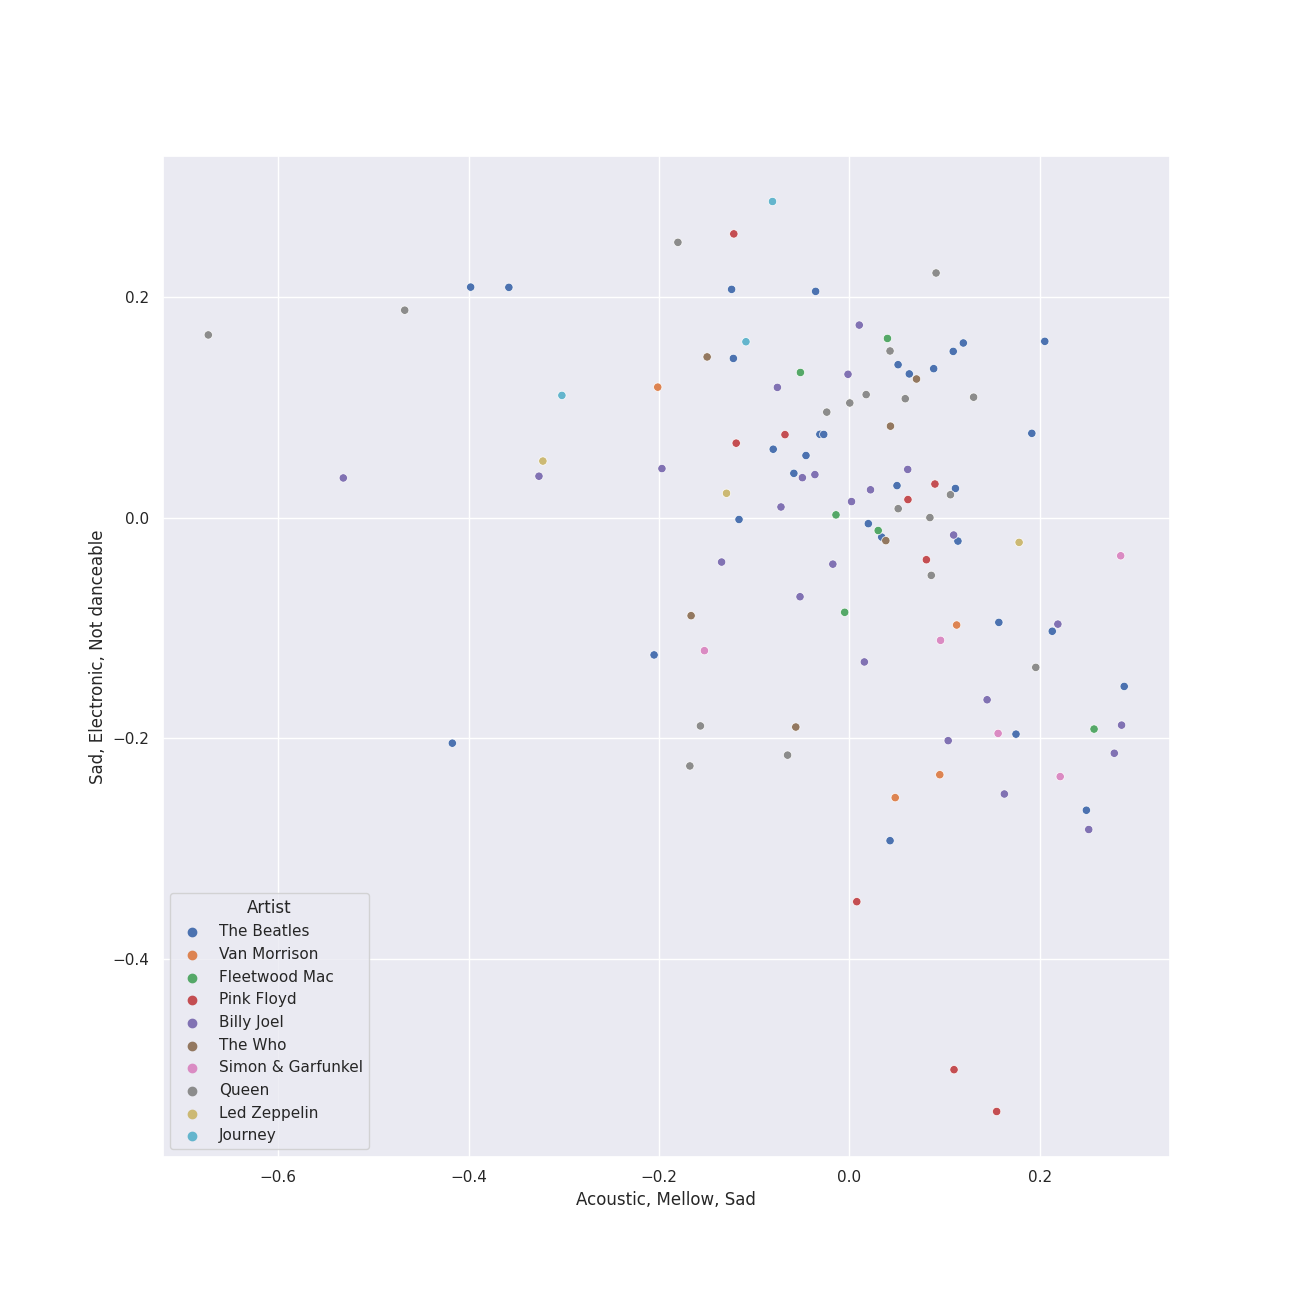 0.2
0.0
−0.2
−0.4
Sad, Electronic, Not danceable
Artist
The Beatles
Van Morrison
Fleetwood Mac
Pink Floyd
Billy Joel
The Who
Simon & Garfunkel
Queen
Led Zeppelin
Journey
−0.6 −0.4 −0.2 0.0 0.2
Acoustic, Mellow, Sad